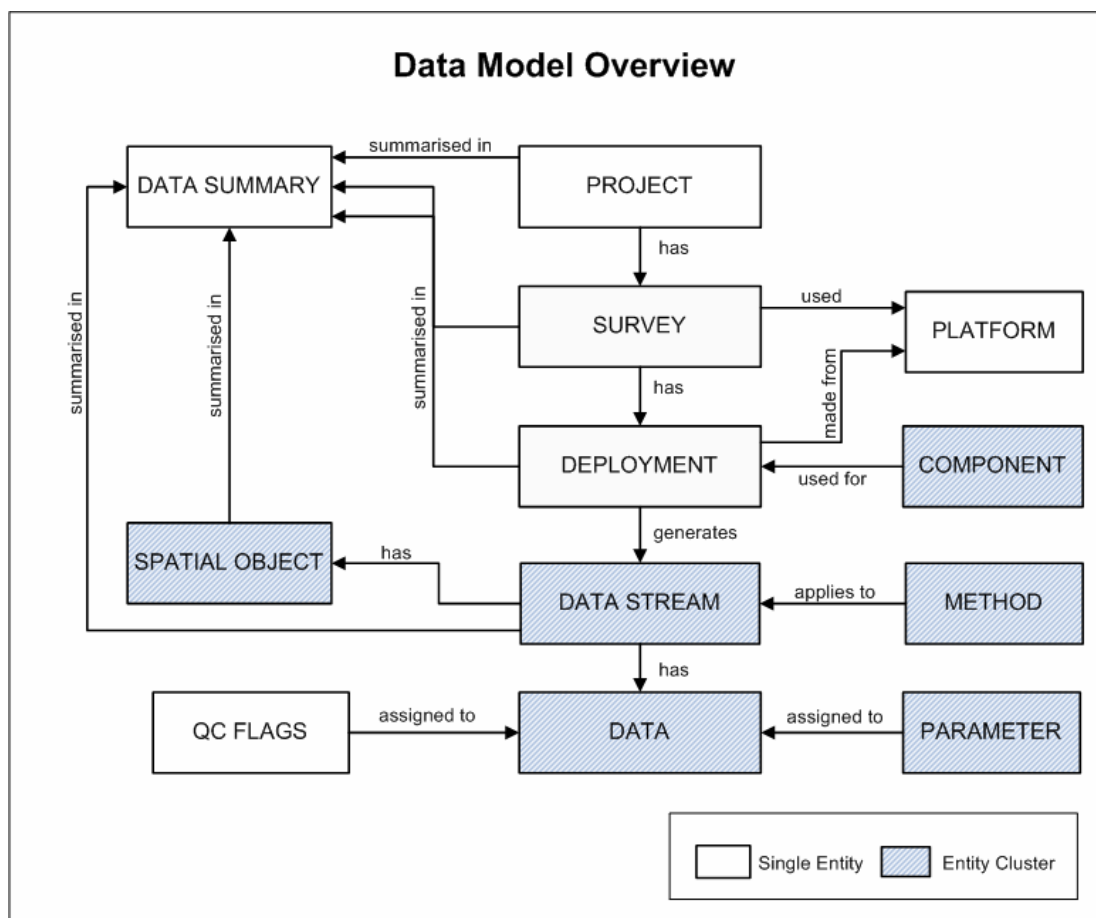 Data Model Overview
summarised in
DATA SUMMARY
PROJECT
has
used
SURVEY
PLATFORM
summarised in
summarised in
summarised in
has
made from
DEPLOYMENT
COMPONENT
used for
generates
SPATIAL OBJECT
has
DATA STREAM
applies to
METHOD
has
QC FLAGS
assigned to
DATA
assigned to
PARAMETER
Single Entity
Entity Cluster